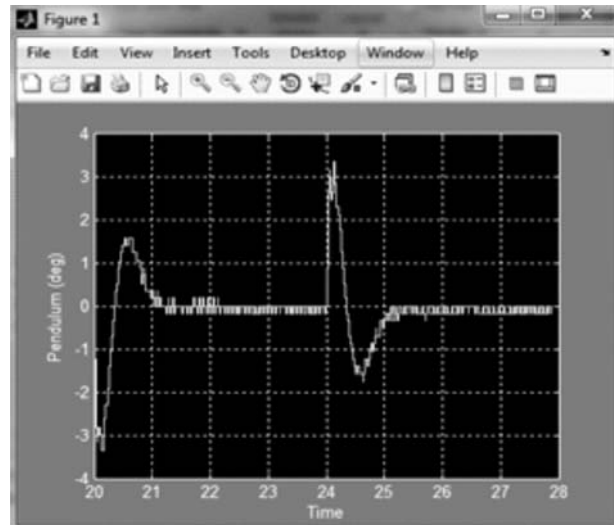 Figure 1
File Edit View Insert Tools Desktop Window Help
4
3
2
1
0
-1
-2
-3
-4
Pendulum (deg)
20 21 22 23 24 25 26 27 28
Time